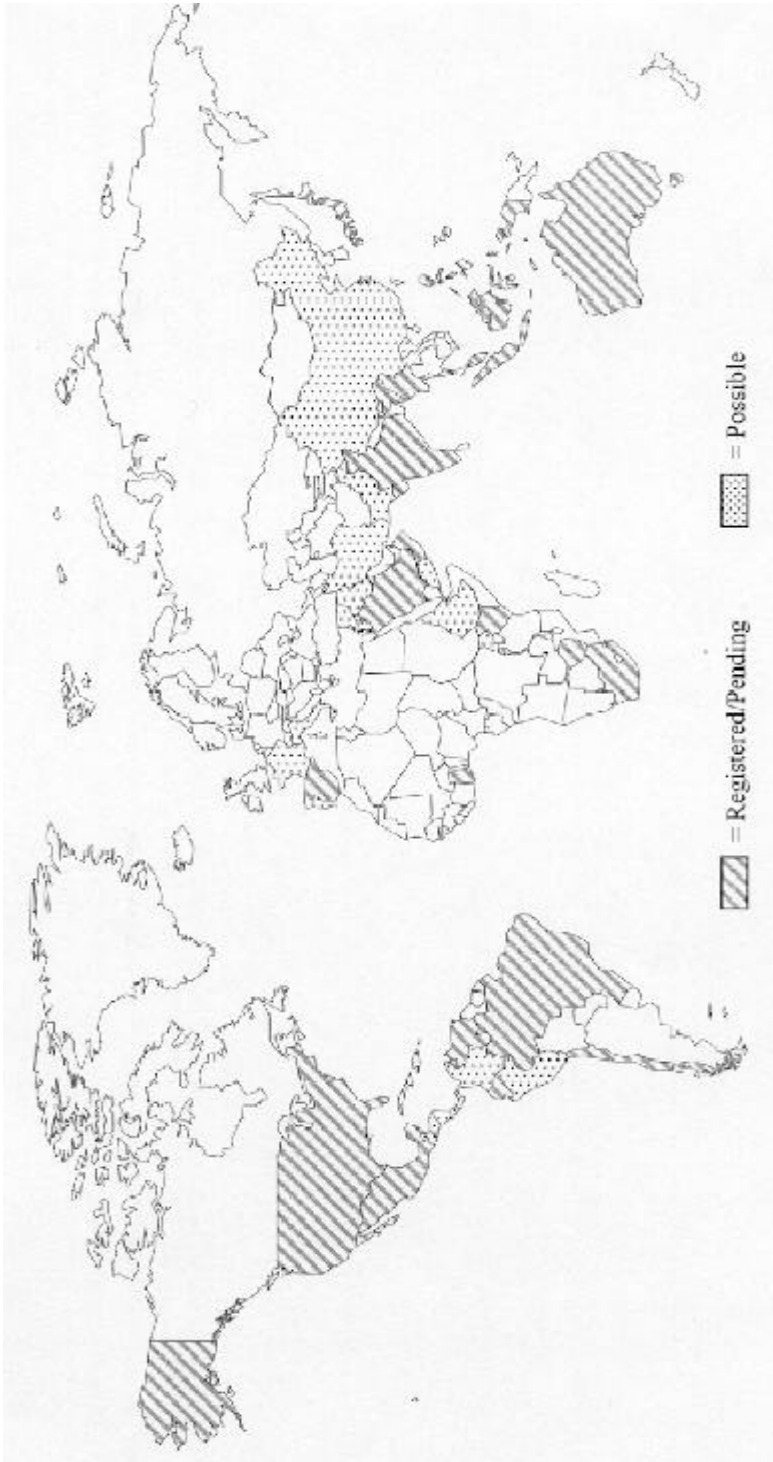 = Registered/Pending
= Possible